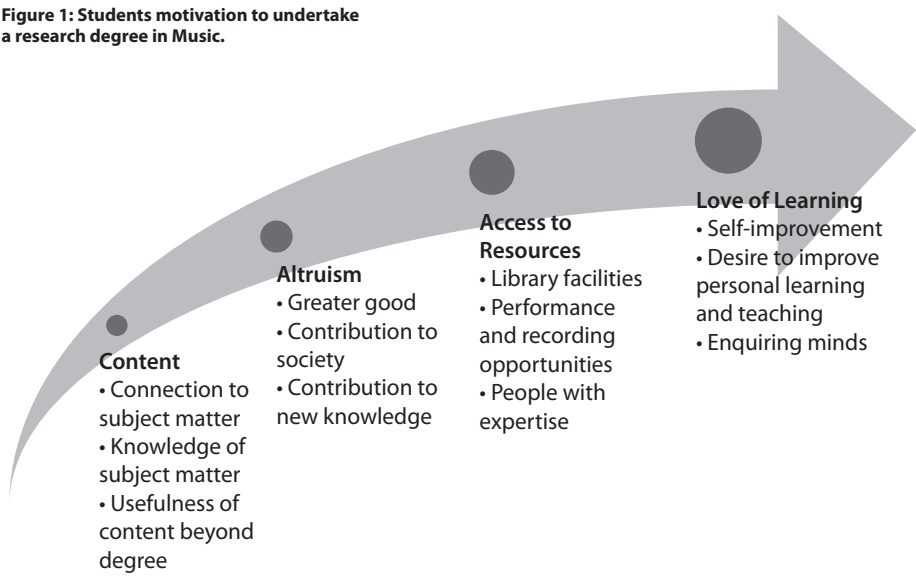 Figure 1: Students motivation to undertake
a research degree in Music.
Content
• Connection to
subject matter
• Knowledge of
subject matter
• Usefulness of
content beyond
degree
Altruism
• Greater good
• Contribution to
society
• Contribution to
new knowledge
Access to
Resources
• Library facilities
• Performance
and recording
opportunities
• People with
expertise
Love of Learning
• Self-improvement
• Desire to improve
personal learning
and teaching
• Enquiring minds